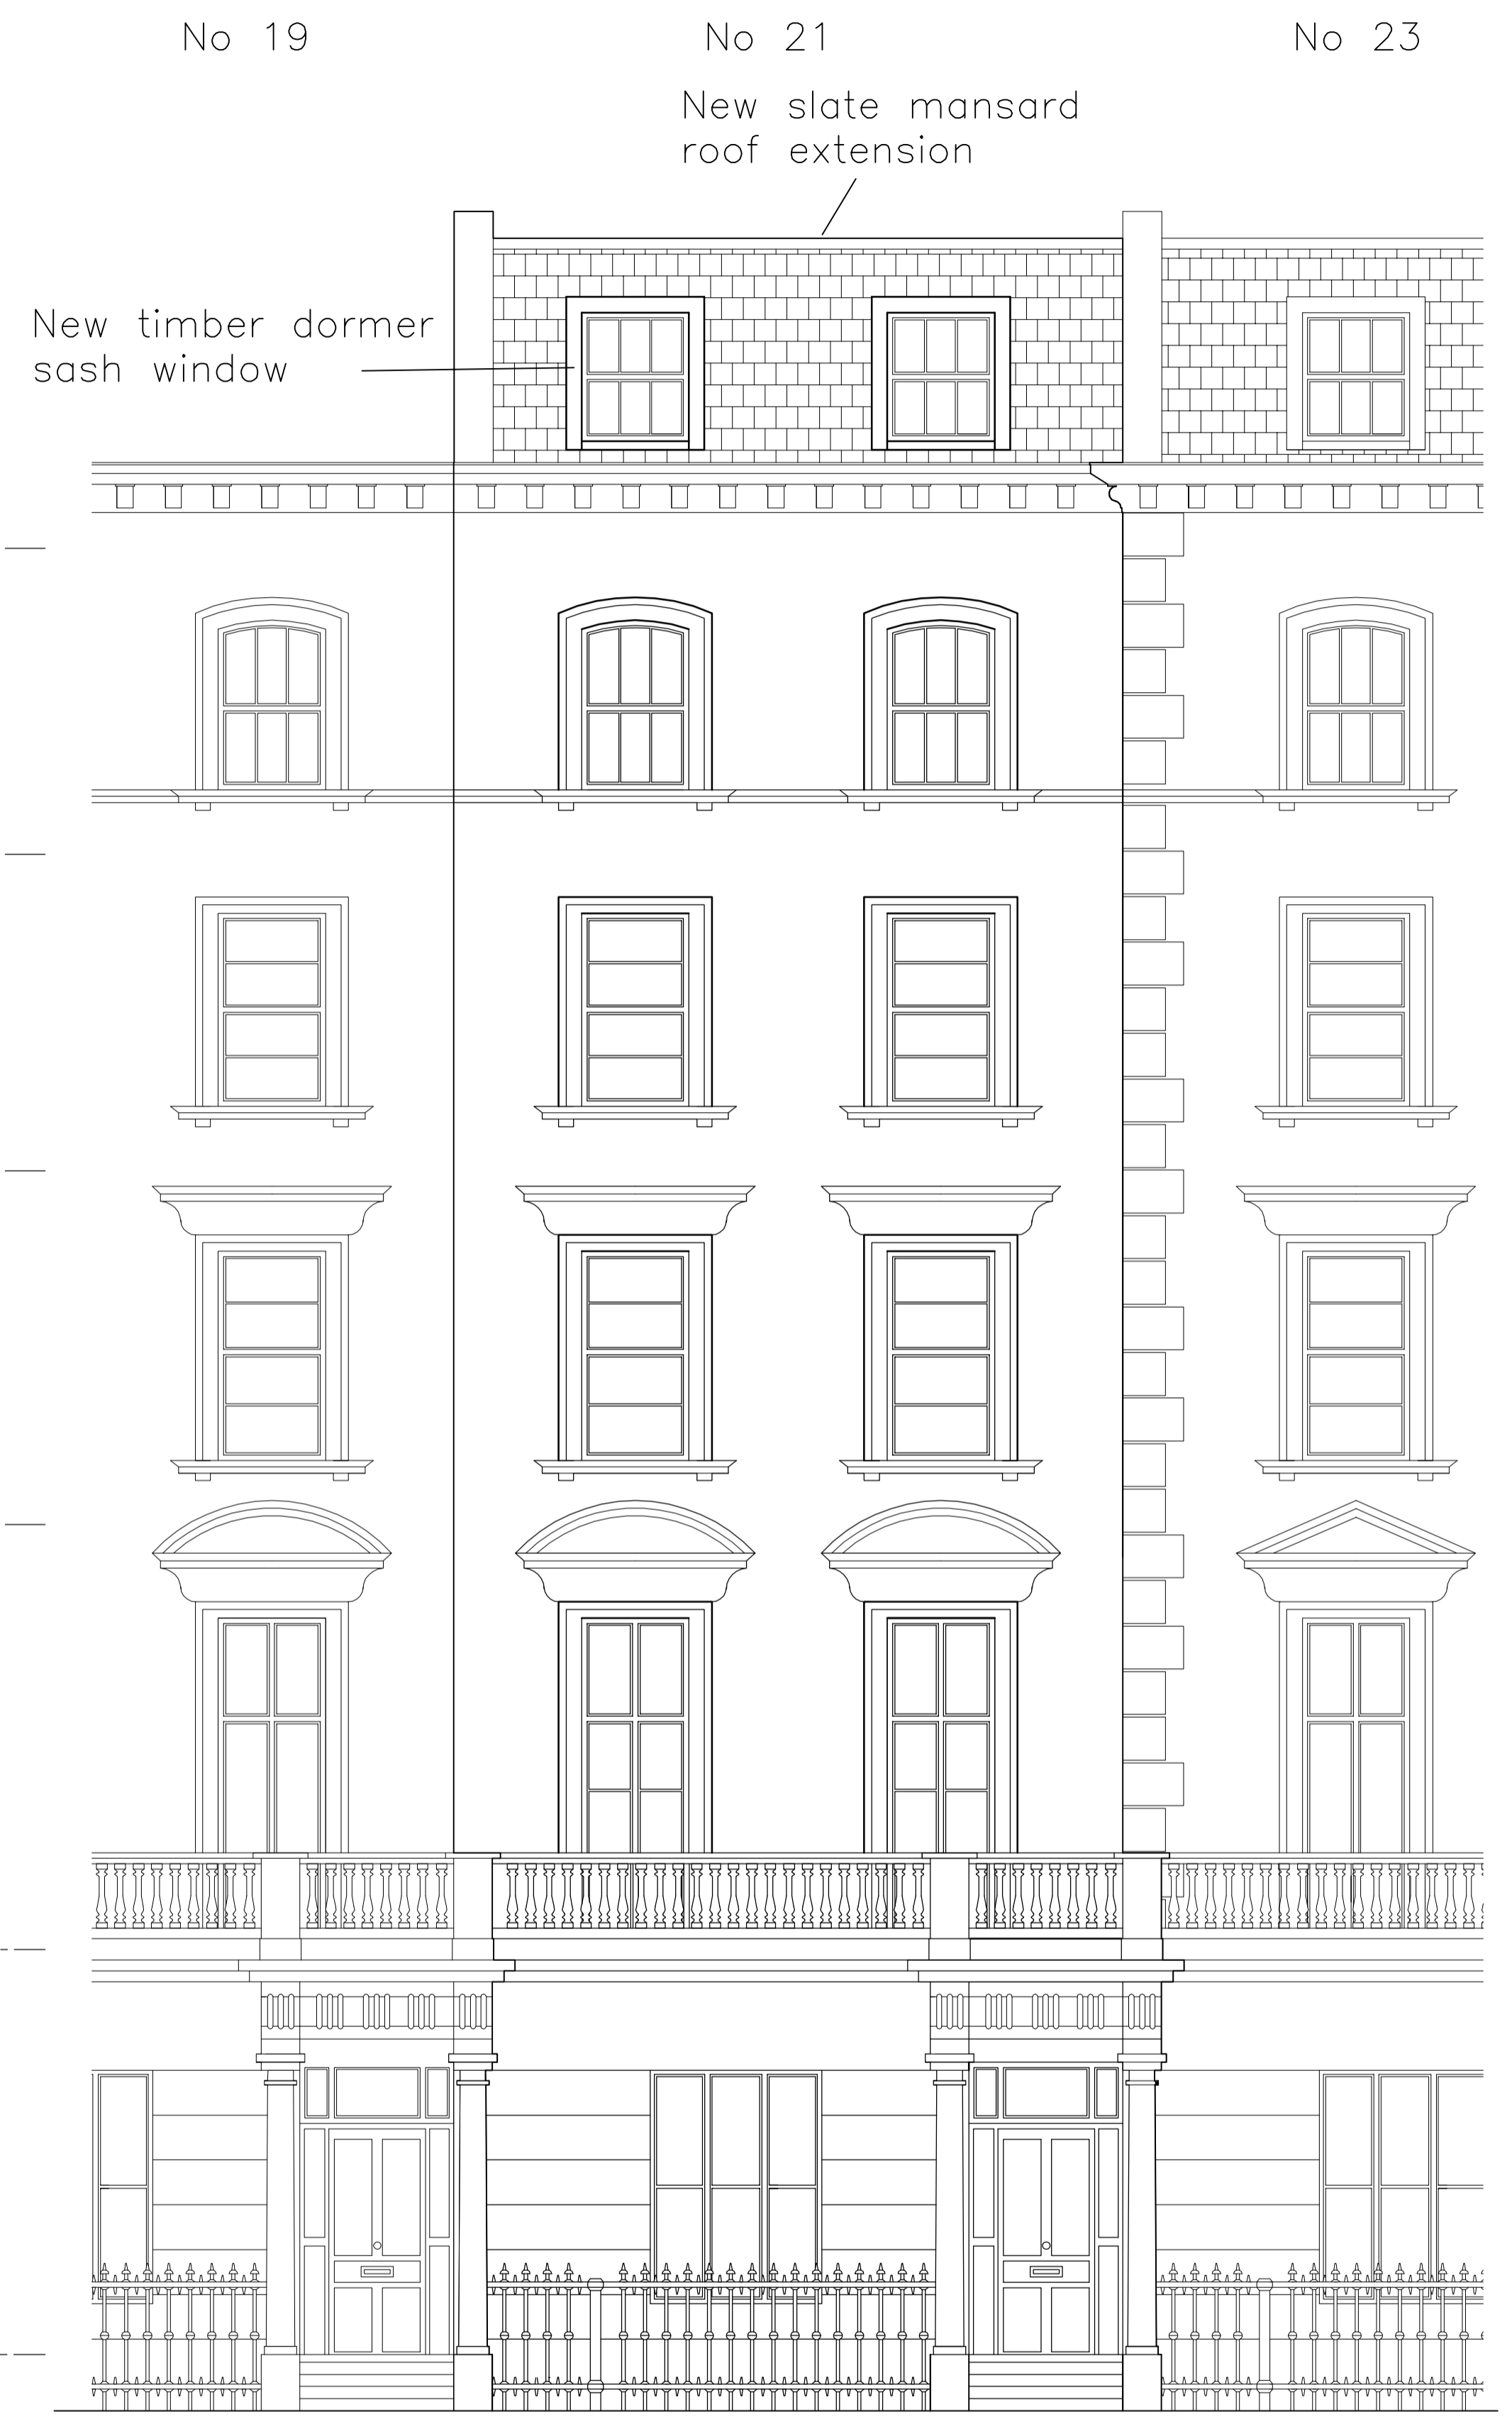 No 19 No 21 No 23
New slate mansard
roof extension
New timber dormer
sash window